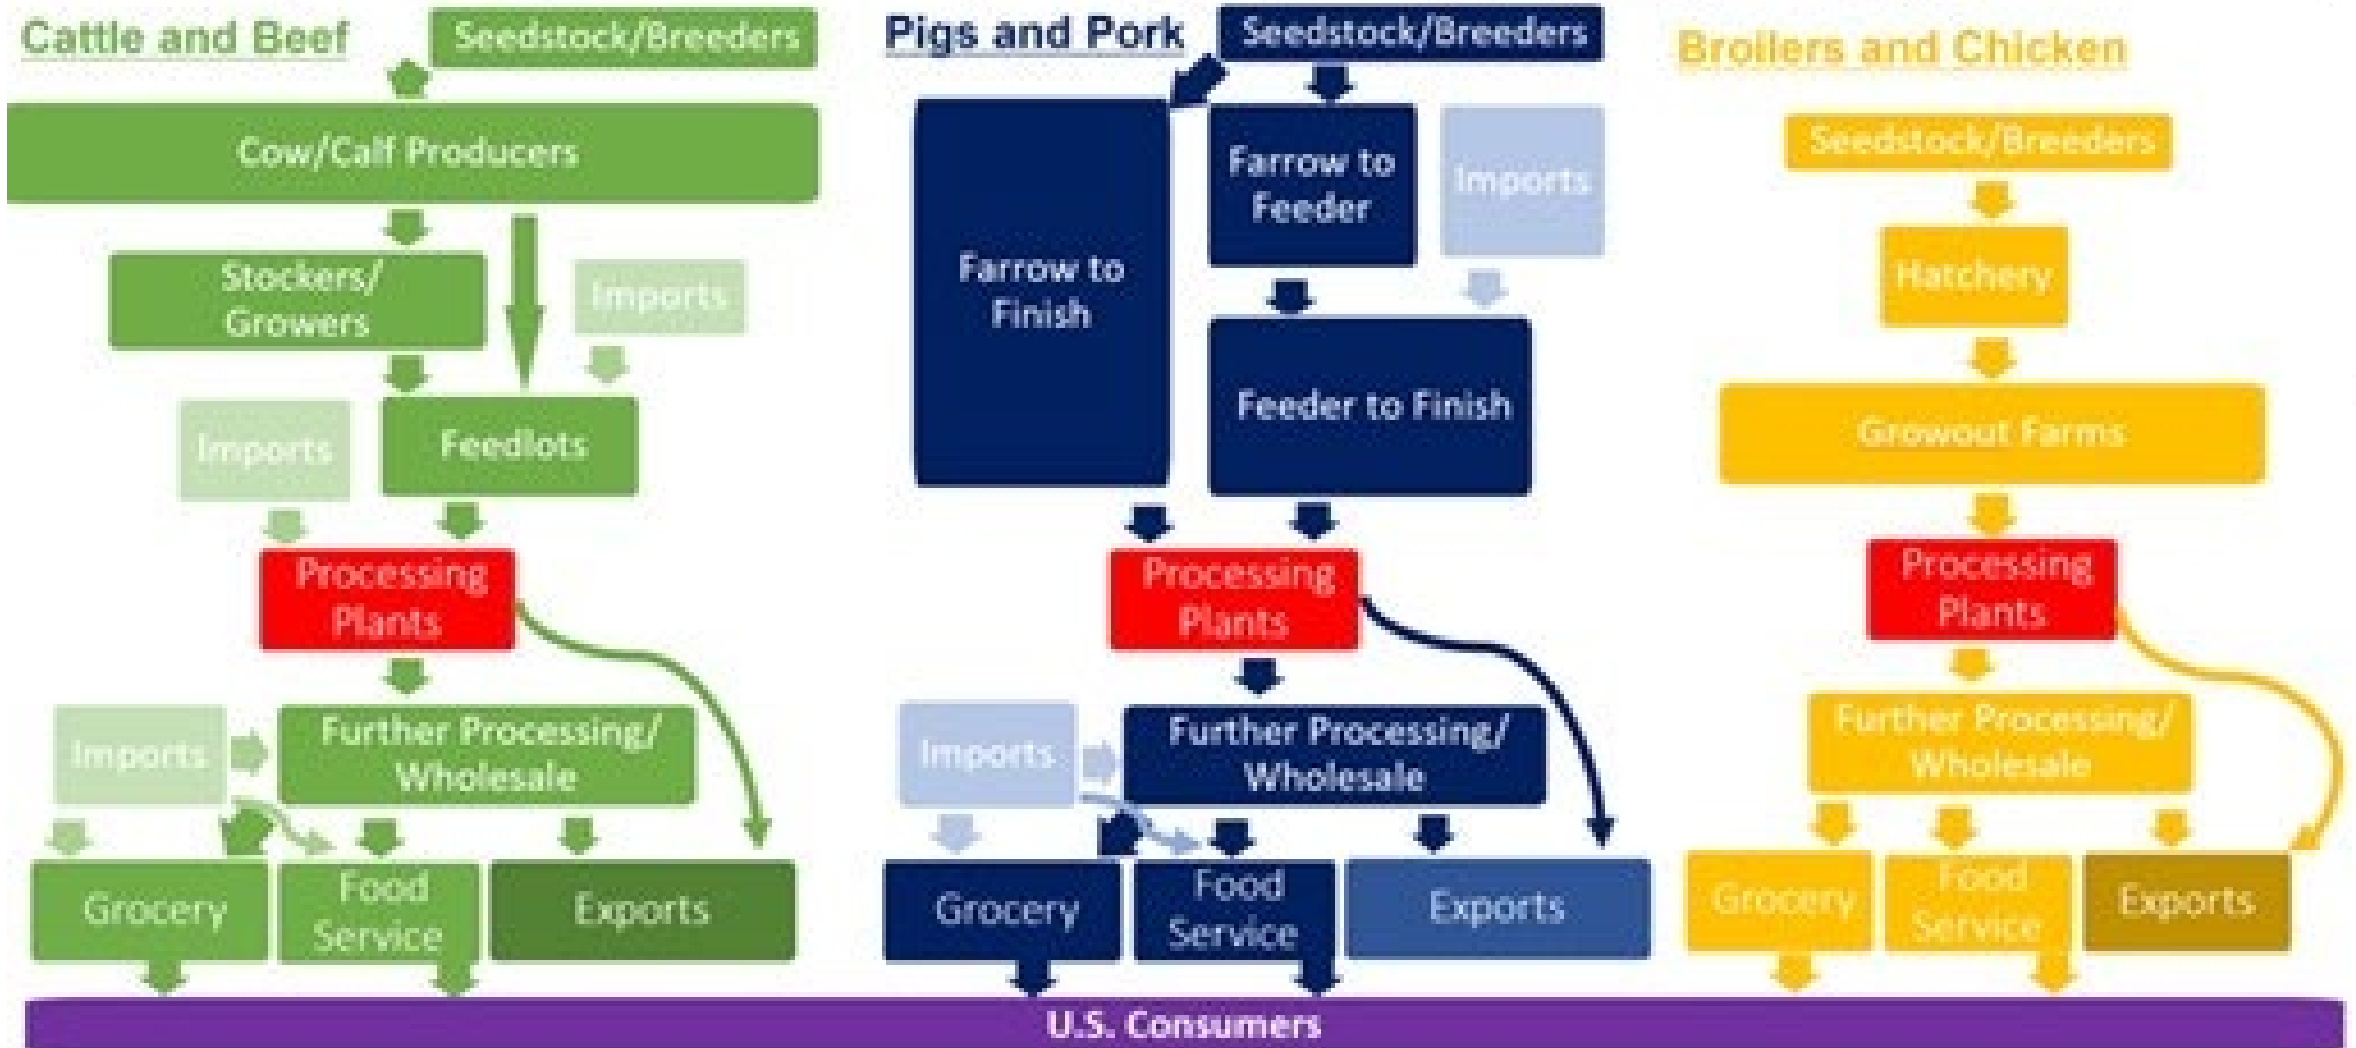 Cattle and Beef
Seedstock/Breeders
Cow/Calf Producers
Stockers/
Growers
Imports
Imports
Feedlots
Processing
Plants
Imports
Further Processing/
Wholesale
Grocery
Food
Service
Exports
Pigs and Pork
Seedstock/Breeders
Farrow to
Finish
Farrow to
Feeder
Imports
Feeder to Finish
Processing
Plants
Imports
Further Processing/
Wholesale
Grocery
Food
Service
Exports
Broilers and Chicken
Seedstock/Breeders
Hatchery
Growout Farms
Processing
Plants
Further Processing/
Wholesale
Grocery
Food
Service
Exports
U.S. Consumers